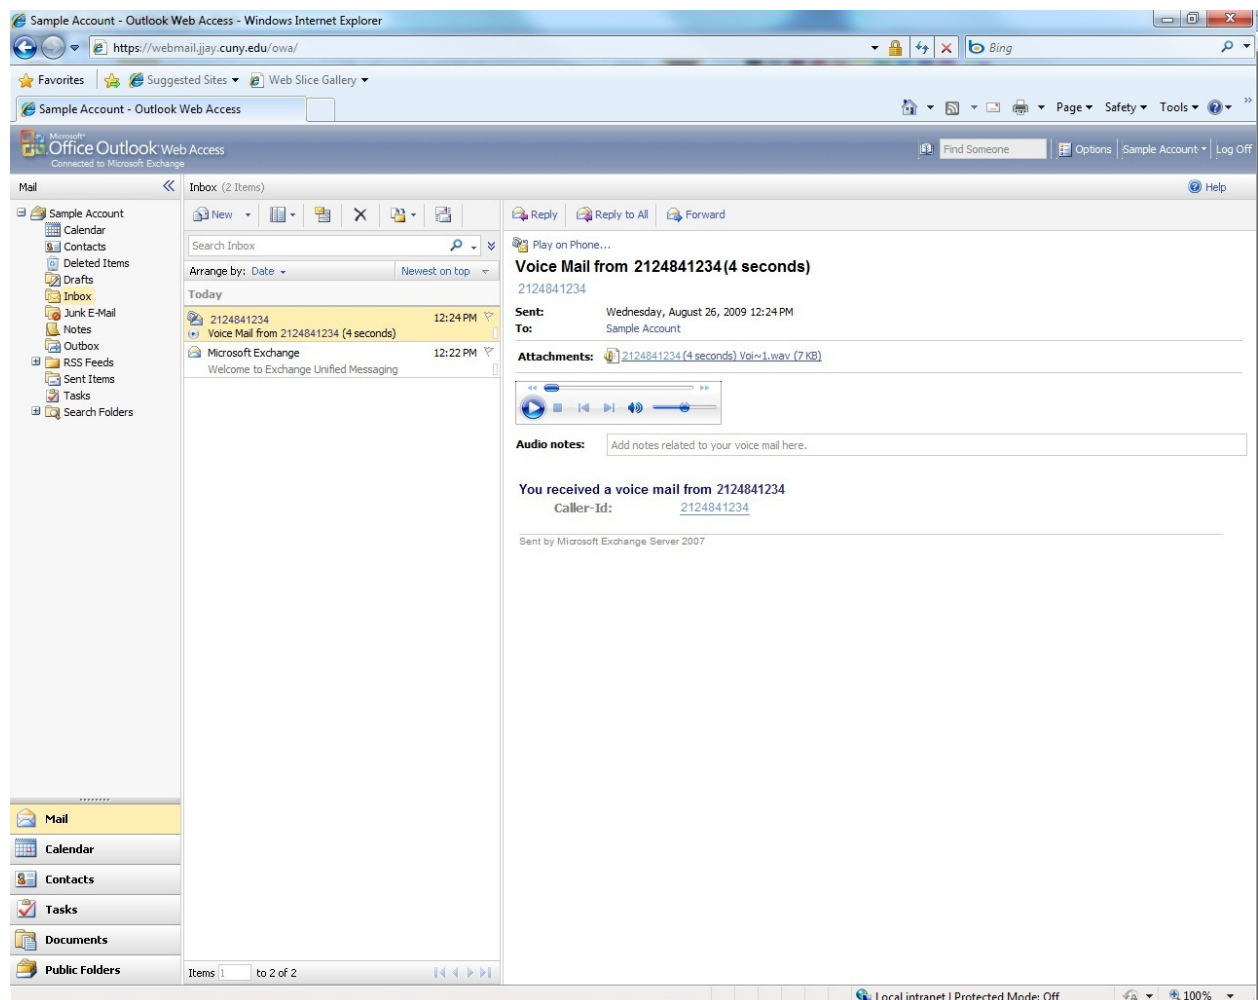 Sample Account - Outlook Web Access - Windows Internet Explorer
https://webmail.jjay.cuny.edu/owa/
Bing
Favorites
Suggested Sites
Web Slice Gallery
Sample Account - Outlook Web Access
Page Safety Tools
Microsoft
Office Outlook Web Access
Connected to Microsoft Exchange
Find Someone
Options
Sample Account
Log Off
Mail
Inbox (2 Items)
Help
Sample Account
Calendar
Contacts
Deleted Items
Drafts
Inbox
Junk E-Mail
Notes
Outbox
RSS Feeds
Sent Items
Tasks
Search Folders
Mail
Calendar
Contacts
Tasks
Documents
Public Folders
New
Search Inbox
Arrange by: Date Newest on top
Today
2124841234 12:24 PM
Voice Mail from 2124841234 (4 seconds)
Microsoft Exchange 12:22 PM
Welcome to Exchange Unified Messaging
Items 1 to 2 of 2
Reply Reply to All Forward
Play on Phone...
Voice Mail from 2124841234 (4 seconds)
2124841234
Sent: Wednesday, August 26, 2009 12:24 PM
To: Sample Account
Attachments: 2124841234 (4 seconds) Voi~1.wav (7 KB)
Audio notes: Add notes related to your voice mail here.
You received a voice mail from 2124841234
Caller-Id: 2124841234
Sent by Microsoft Exchange Server 2007
Local intranet | Protected Mode: Off
100%